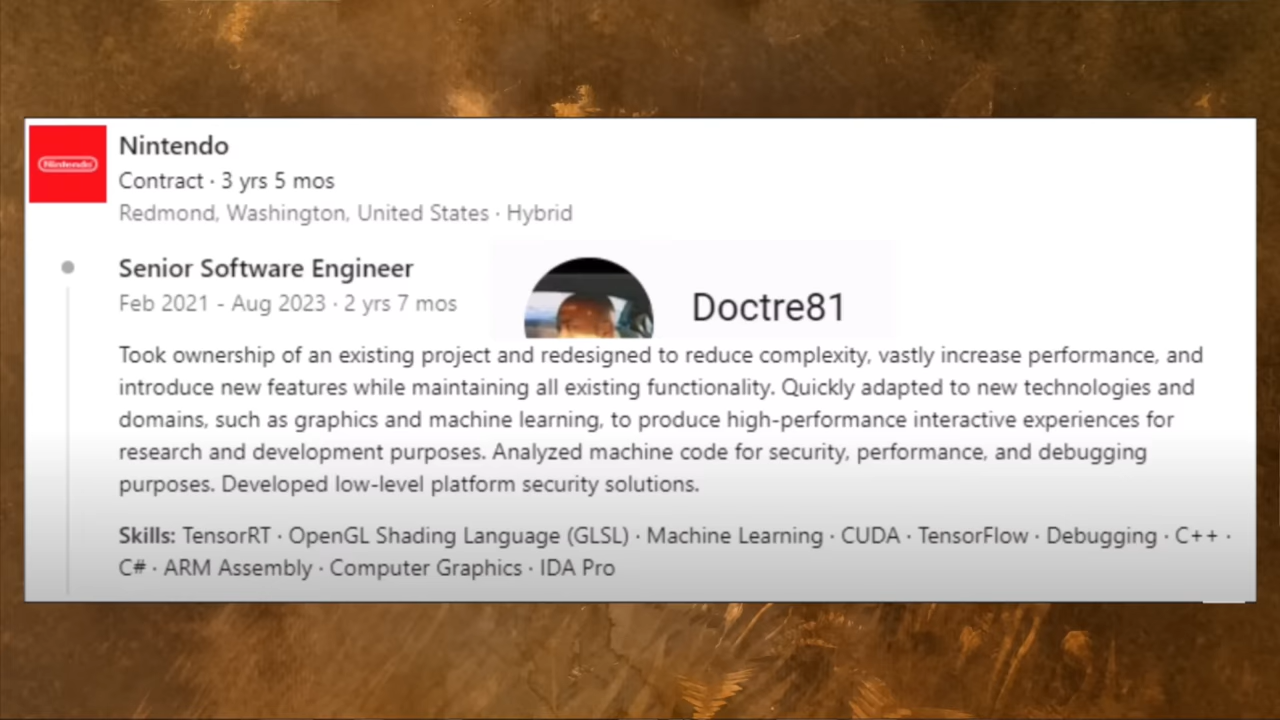 Nintendo
Nintendo
Contract · 3 yrs 5 mos
Redmond, Washington, United States · Hybrid
Senior Software Engineer
Feb 2021 - Aug 2023 · 2 yrs 7 mos
Doctre81
Took ownership of an existing project and redesigned to reduce complexity, vastly increase performance, and
introduce new features while maintaining all existing functionality. Quickly adapted to new technologies and
domains, such as graphics and machine learning, to produce high-performance interactive experiences for
research and development purposes. Analyzed machine code for security, performance, and debugging
purposes. Developed low-level platform security solutions.
Skills: TensorRT · OpenGL Shading Language (GLSL) · Machine Learning · CUDA · TensorFlow · Debugging · C++ ·
C# · ARM Assembly · Computer Graphics · IDA Pro